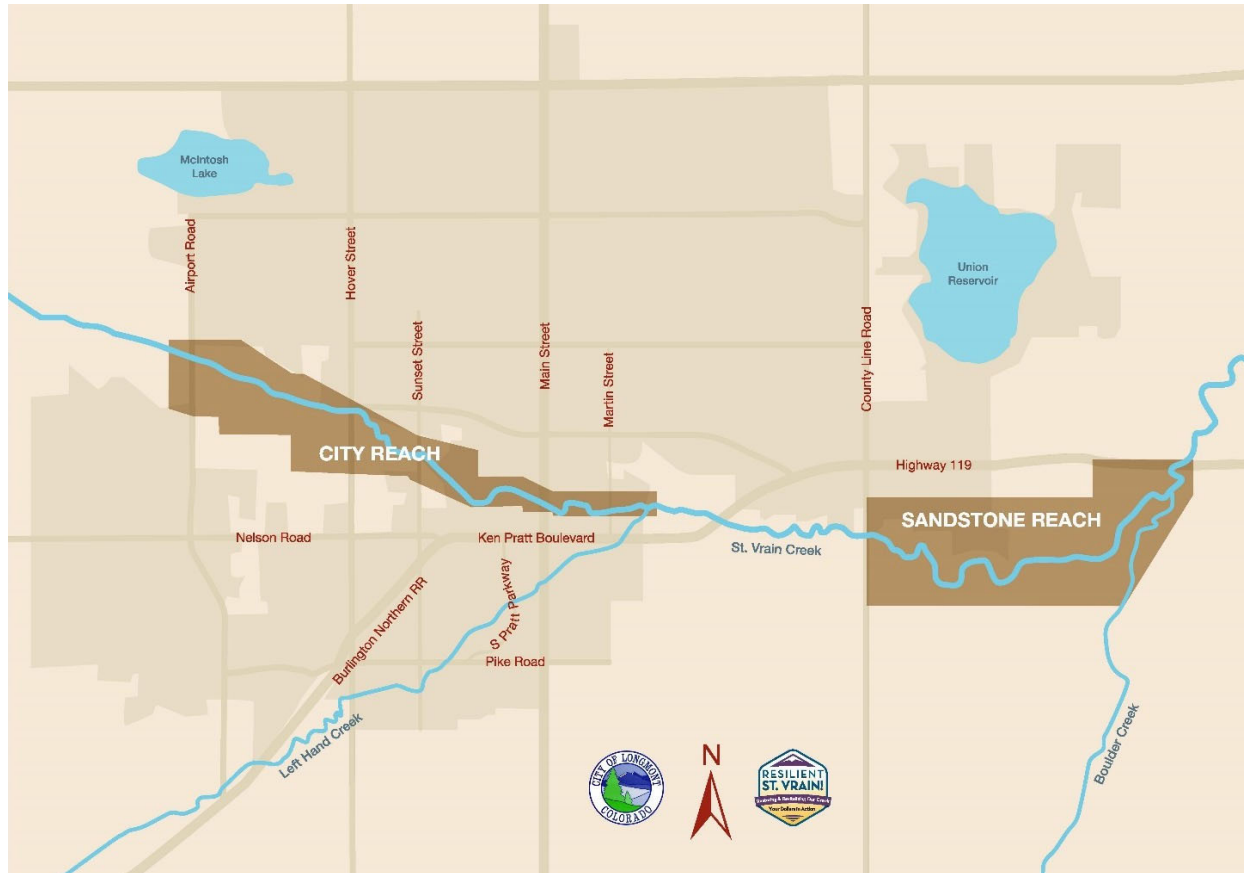 McIntosh
Lake
Airport Road
Hover Street
Sunset Street
Main Street
Martin Street
County Line Road
Union
Reservoir
CITY REACH
Highway 119
SANDSTONE REACH
Nelson Road
Ken Pratt Boulevard
St. Vrain Creek
Burlington Northern RR
S Pratt Parkway
Pike Road
Left Hand Creek
Boulder Creek
CITY OF LONGMONT
COLORADO
N
RESILIENT
ST. VRAIN!